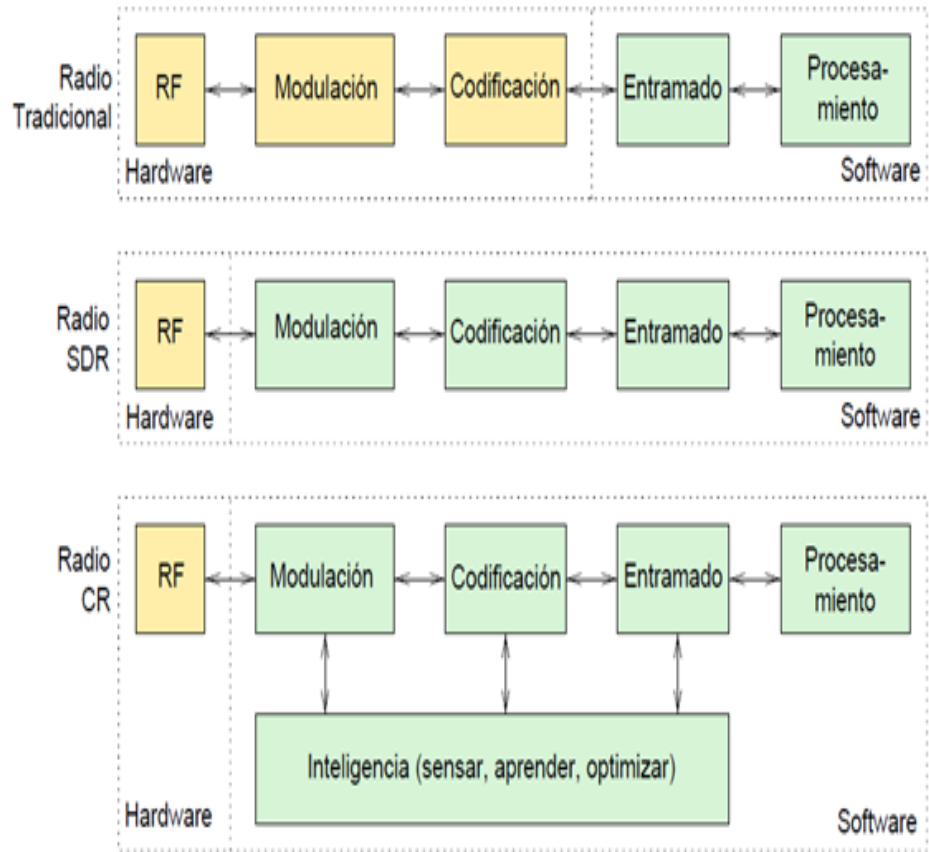 Radio
Tradicional
RF
Modulación
Codificación
Entramado
Procesa-
miento
Hardware
Software
Radio
SDR
RF
Modulación
Codificación
Entramado
Procesa-
miento
Hardware
Software
Radio
CR
RF
Modulación
Codificación
Entramado
Procesa-
miento
Inteligencia (sensar, aprender, optimizar)
Hardware
Software